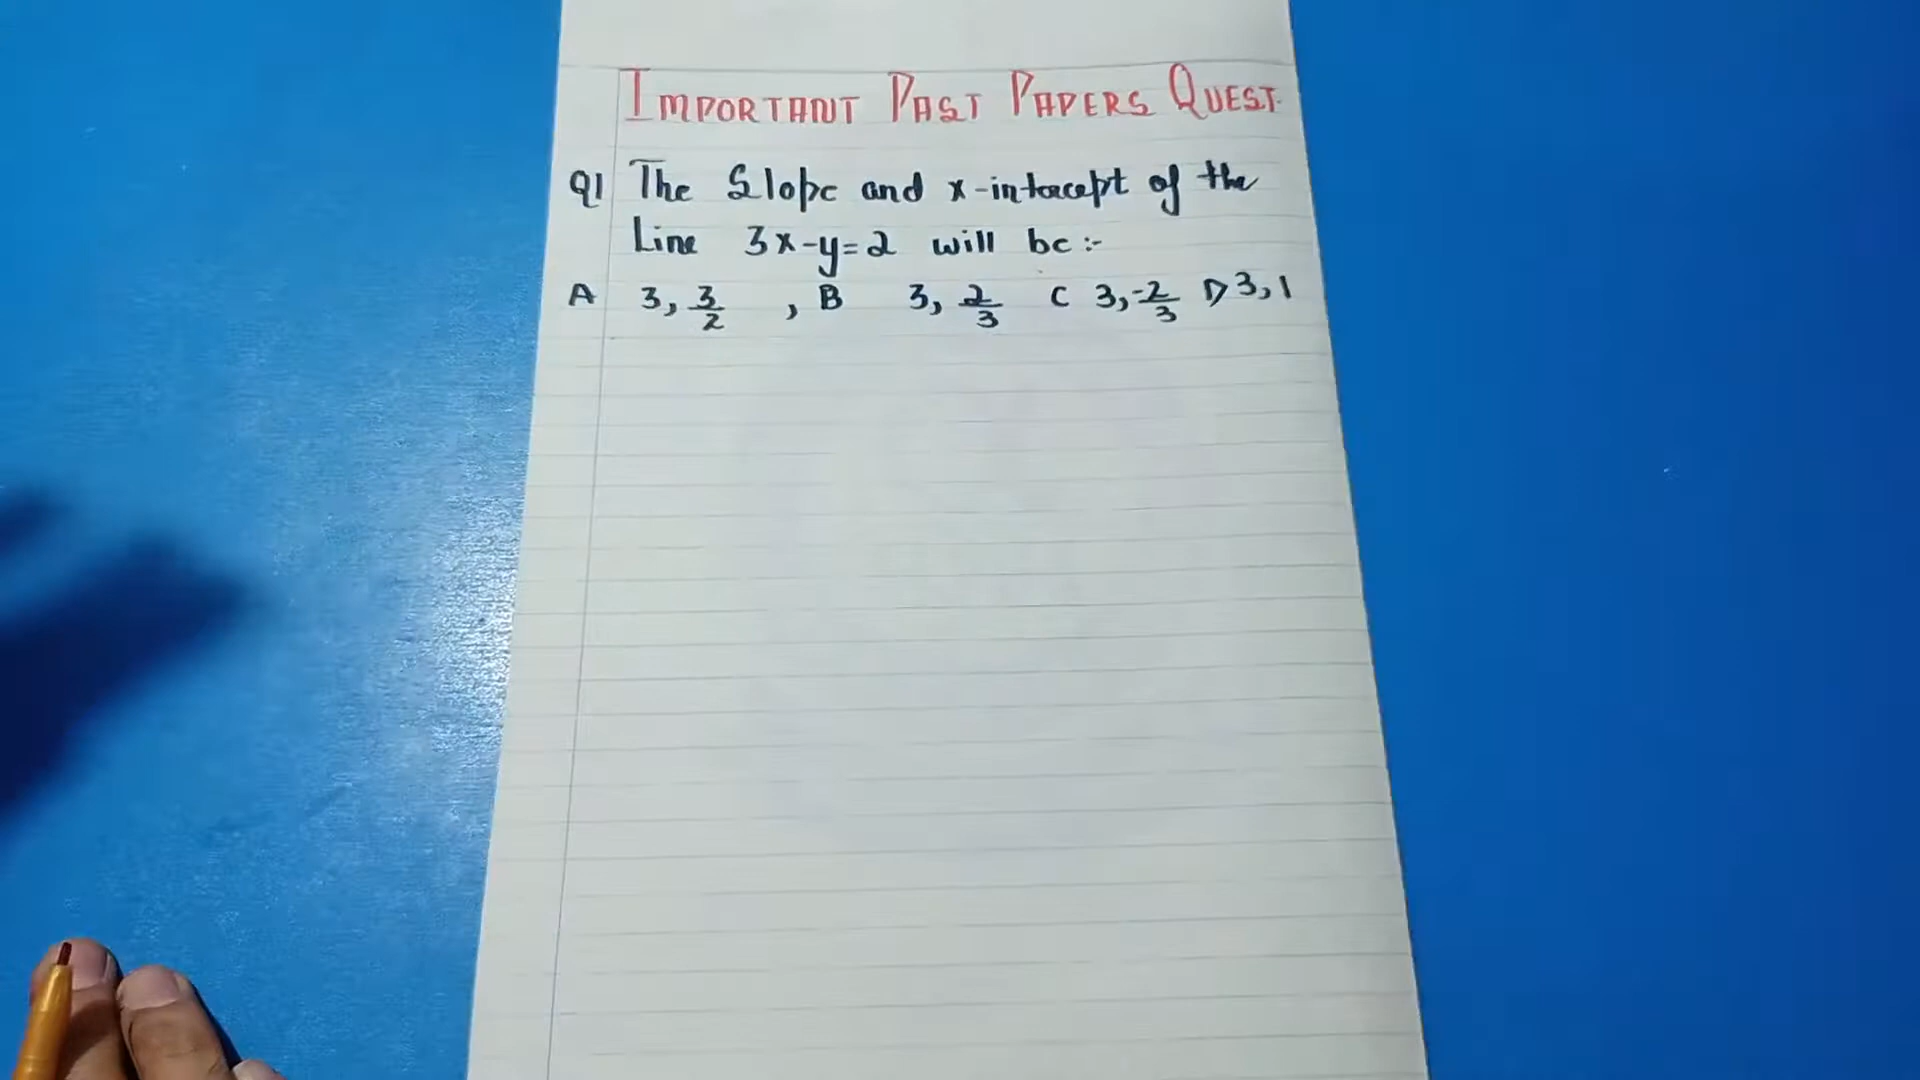 IMPORTANT PAST PAPERS QUEST.
Q1 The Slope and x-intercept of the
Line 3x-y=2 will be :-
A 3, 3/2 , B 3, 2/3 C 3, -2/3 D 3, 1